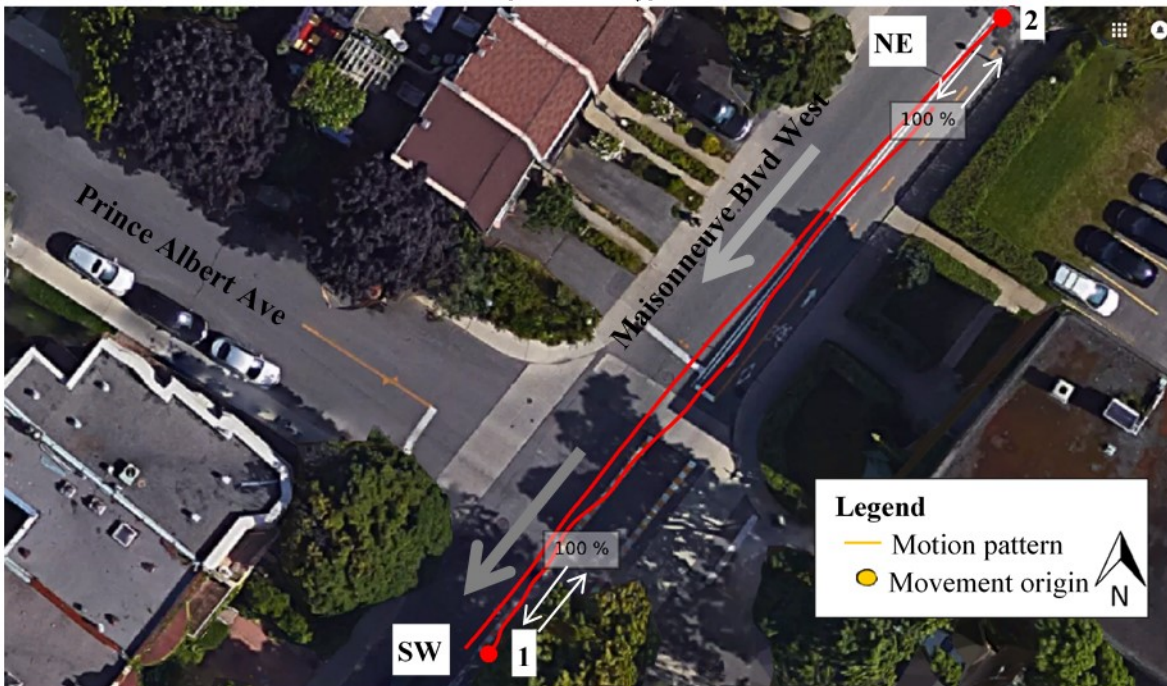 NE
2
100 %
Maisonneuve Blvd West
Prince Albert Ave
Legend
Motion pattern
Movement origin
N
100 %
SW
1